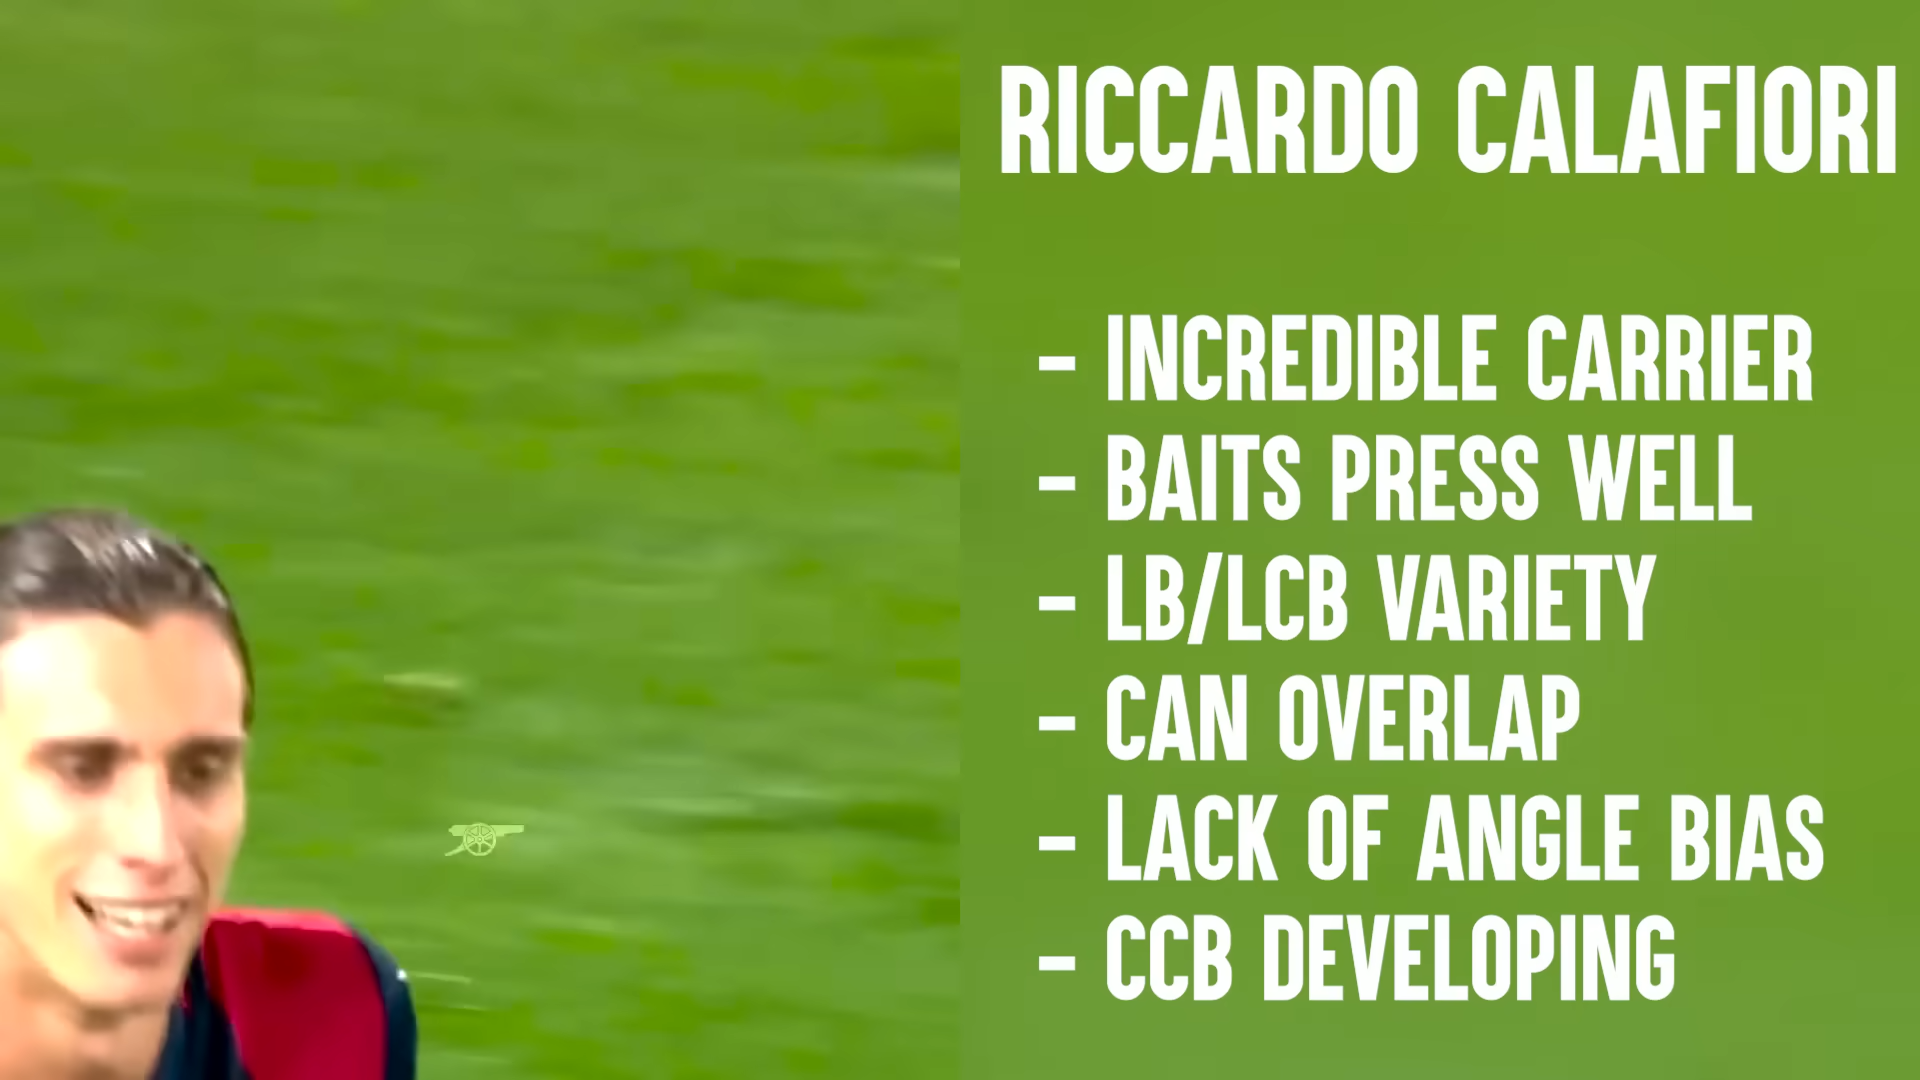 RICCARDO CALAFIORI
- INCREDIBLE CARRIER
- BAITS PRESS WELL
- LB/LCB VARIETY
- CAN OVERLAP
- LACK OF ANGLE BIAS
- CCB DEVELOPING